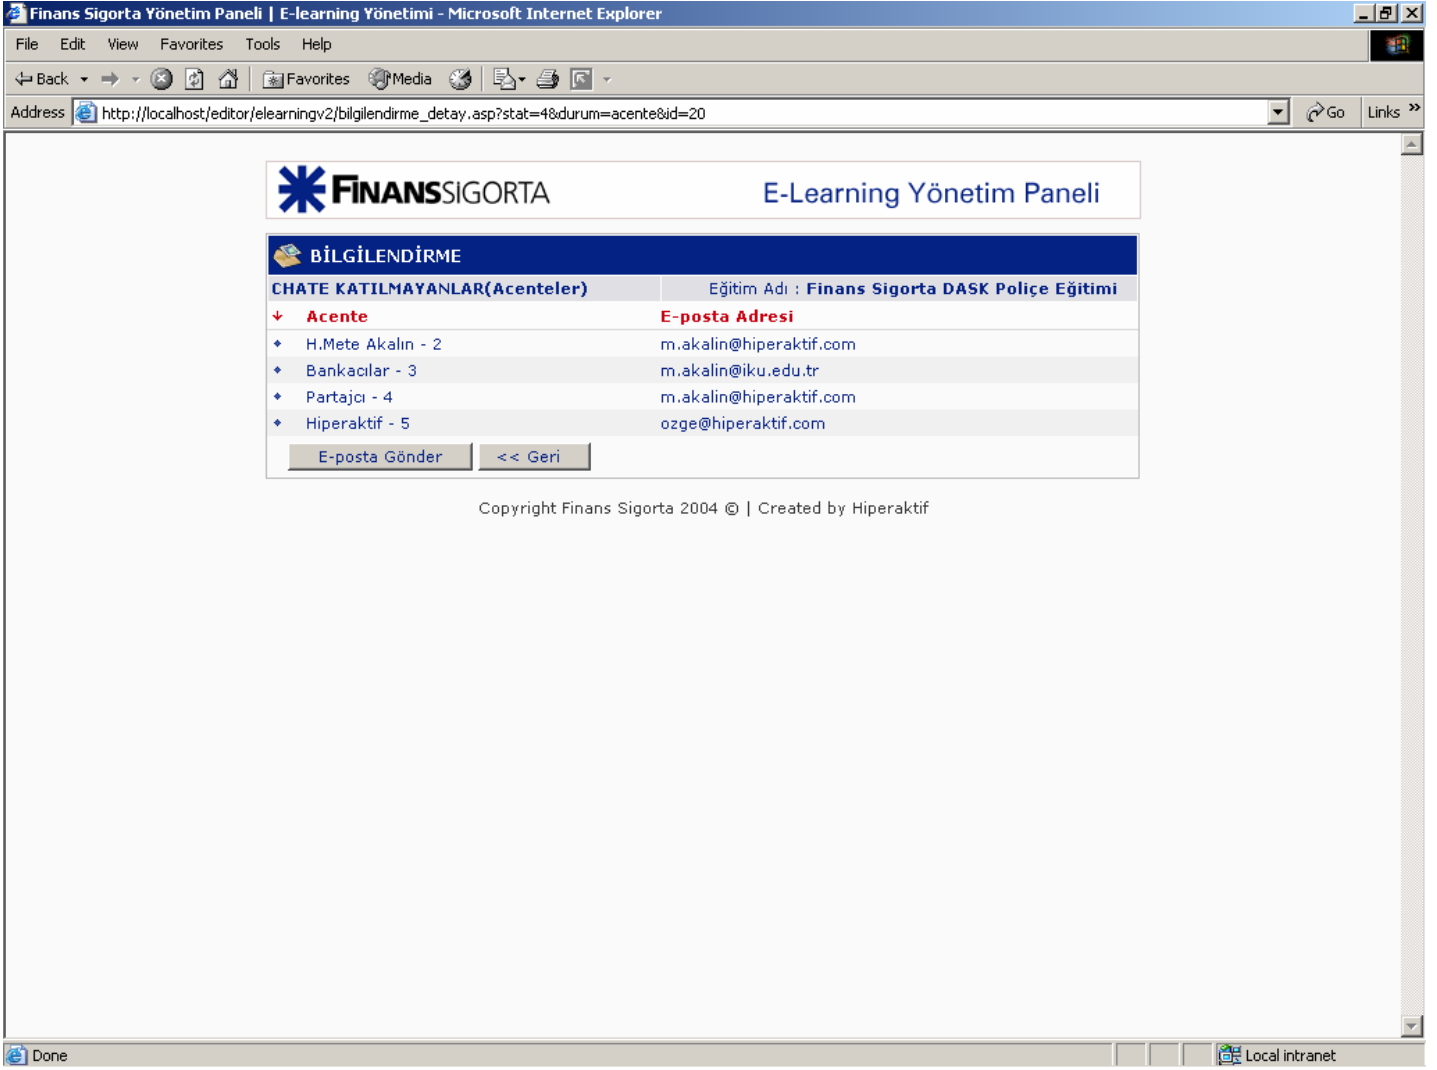 Finans Sigorta Yönetim Paneli | E-learning Yönetimi - Microsoft Internet Explorer
File Edit View Favorites Tools Help
Back Favorites Media
Address http://localhost/editor/elearningv2/bilgilendirme_detay.asp?stat=4&durum=acente&id=20 Go Links »
FINANSSİGORTA E-Learning Yönetim Paneli
BİLGİLENDİRME
CHATE KATILMAYANLAR(Acenteler) Eğitim Adı : Finans Sigorta DASK Poliçe Eğitimi
Acente E-posta Adresi
H.Mete Akalın - 2 m.akalin@hiperaktif.com
Bankacılar - 3 m.akalin@iku.edu.tr
Partajcı - 4 m.akalin@hiperaktif.com
Hiperaktif - 5 ozge@hiperaktif.com
E-posta Gönder << Geri
Copyright Finans Sigorta 2004 © | Created by Hiperaktif
Done Local intranet